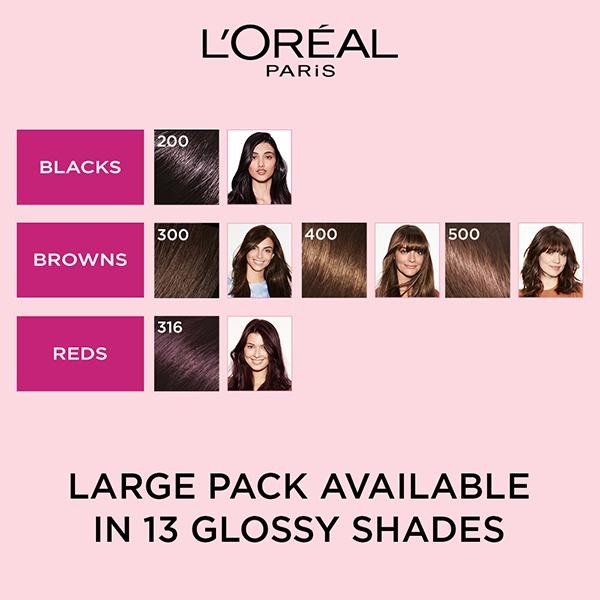 L'ORÉAL
PARiS
BLACKS
200
BROWNS
300
400
500
REDS
316
LARGE PACK AVAILABLE
IN 13 GLOSSY SHADES